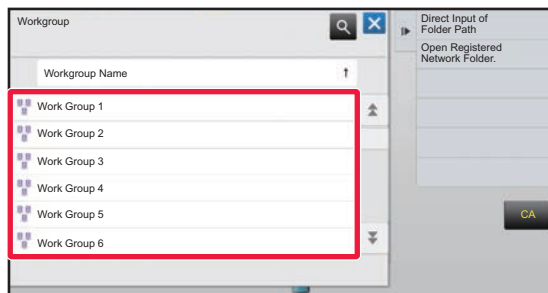 Workgroup
Workgroup Name
Work Group 1
Work Group 2
Work Group 3
Work Group 4
Work Group 5
Work Group 6
Direct Input of
Folder Path
Open Registered
Network Folder.
CA